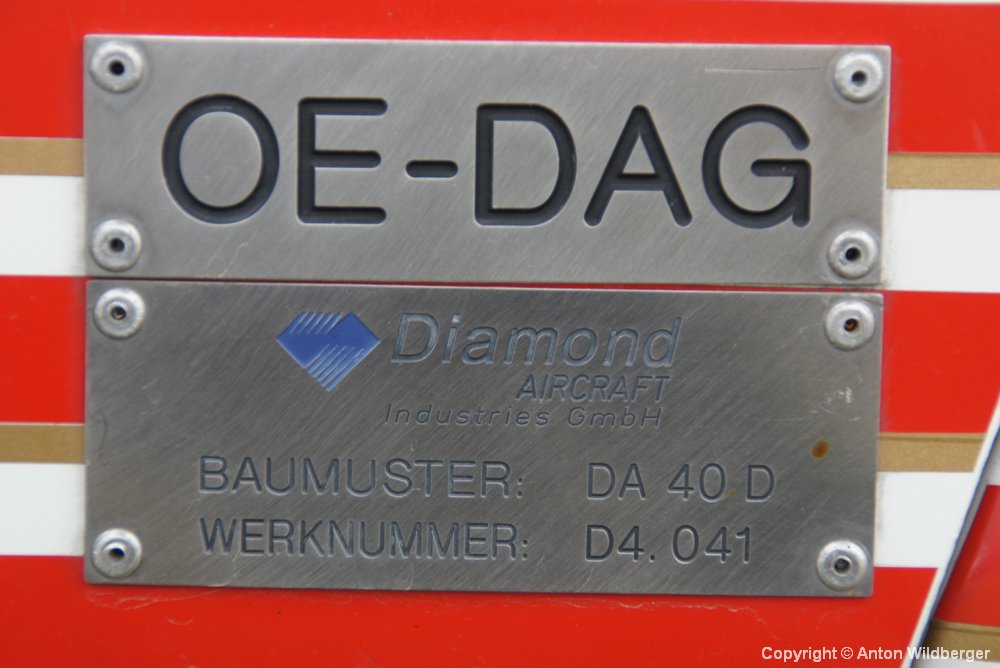 OE-DAG
Diamond
AIRCRAFT
Industries GmbH
BAUMUSTER: DA 40 D
WERKNUMMER: D4.041
Copyright © Anton Wildberger